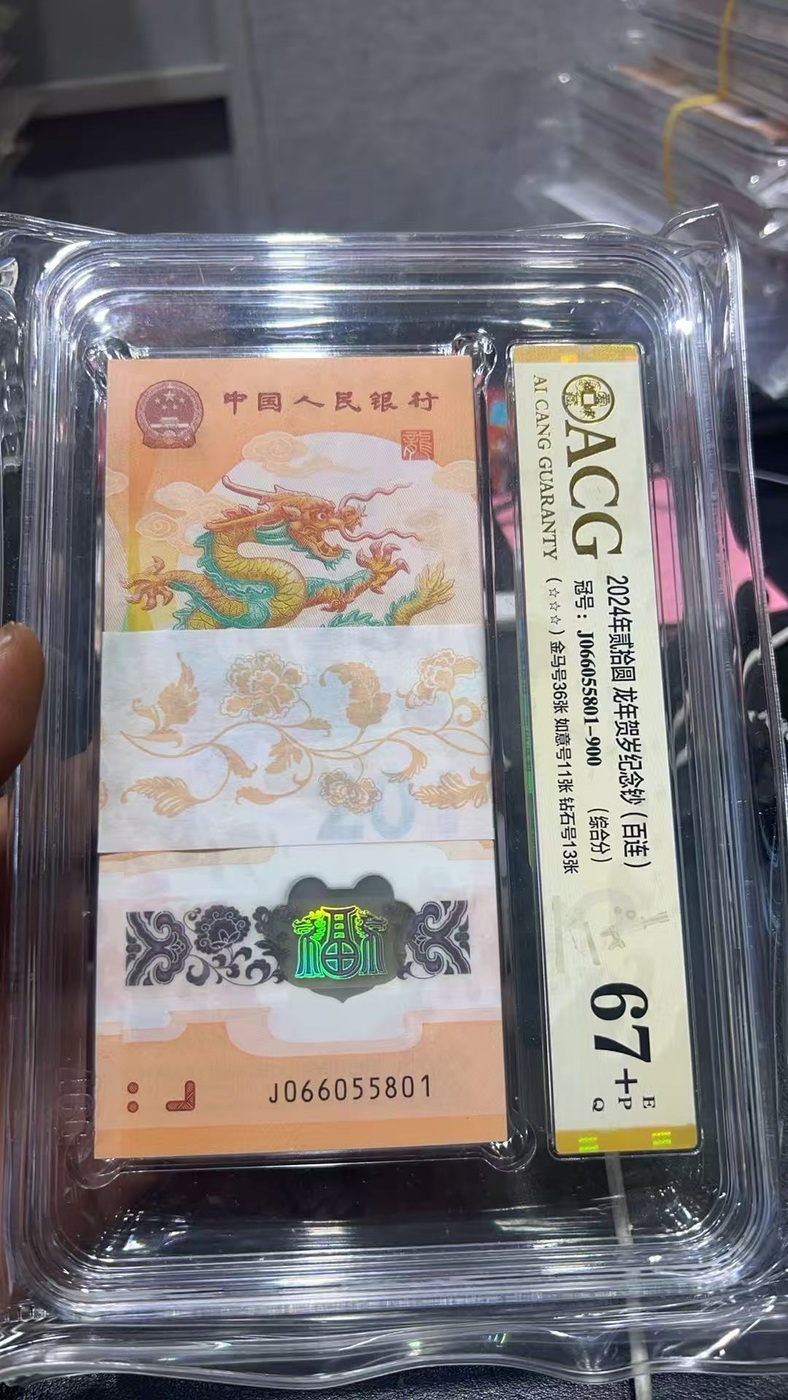 中国人民银行
龍
福
J066055801
ACG
AI CANG GUARANTY
2024年贰拾圆 龙年贺岁纪念钞（百连）
冠号：J066055801-900 （综合分）
（☆☆☆）金马号36张 如意号11张 钻石号13张
67+
E
P
Q